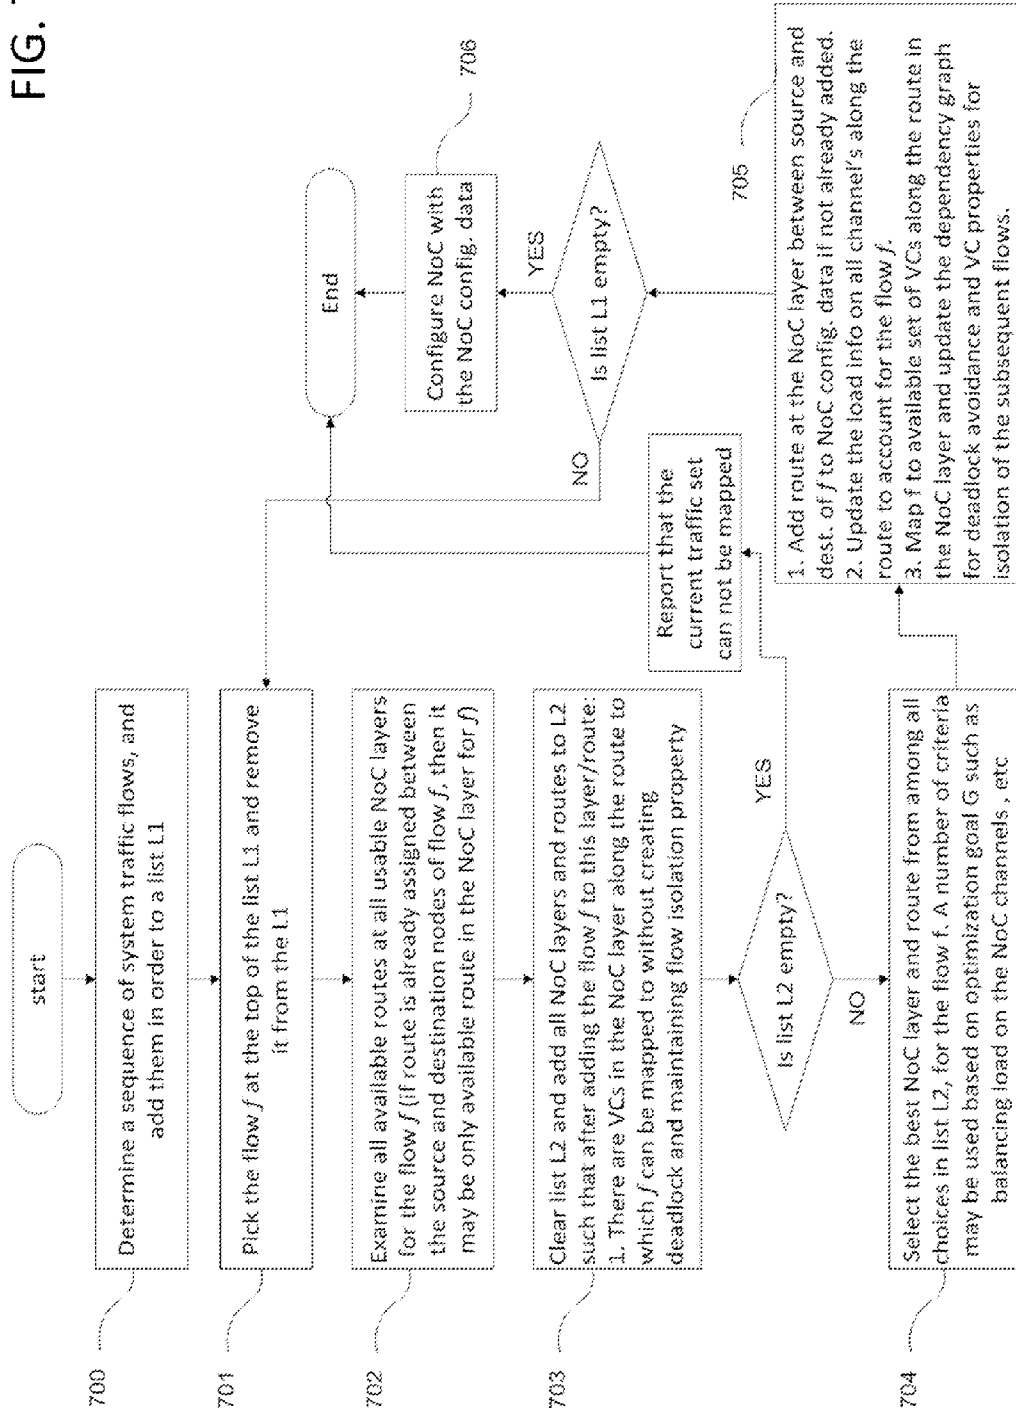 FIG.
start
700
Determine a sequence of system traffic flows, and
add them in order to a list L1
701
Pick the flow f at the top of the list L1 and remove
it from the L1
702
Examine all available routes at all usable NoC layers
for the flow f (if route is already assigned between
the source and destination nodes of flow f, then it
may be only available route in the NoC layer for f)
703
Clear list L2 and add all NoC layers and routes to L2
such that after adding the flow f to this layer/route:
1. There are VCs in the NoC layer along the route to
which f can be mapped to without creating
deadlock and maintaining flow isolation property
Is list L2 empty?
YES
NO
Report that the
current traffic set
can not be mapped
704
Select the best NoC layer and route from among all
choices in list L2, for the flow f. A number of criteria
may be used based on optimization goal G such as
balancing load on the NoC channels , etc
705
1. Add route at the NoC layer between source and
dest. of f to NoC config. data if not already added.
2. Update the load info on all channel's along the
route to account for the flow f.
3. Map f to available set of VCs along the route in
the NoC layer and update the dependency graph
for deadlock avoidance and VC properties for
isolation of the subsequent flows.
Is list L1 empty?
NO
YES
706
Configure NoC with
the NoC config. data
End